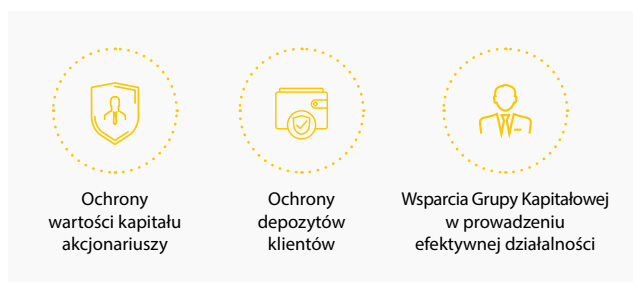 Ochrony
wartości kapitału
akcjonariuszy
Ochrony
depozytów
klientów
Wsparcia Grupy Kapitałowej
w prowadzeniu
efektywnej działalności